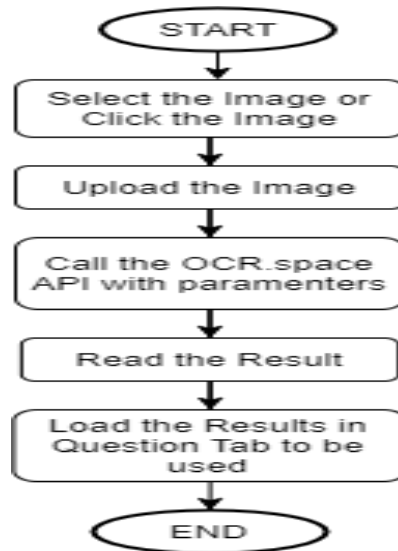 START
Select the Image or
Click the Image
Upload the Image
Call the OCR.space
API with paramenters
Read the Result
Load the Results in
Question Tab to be
used
END